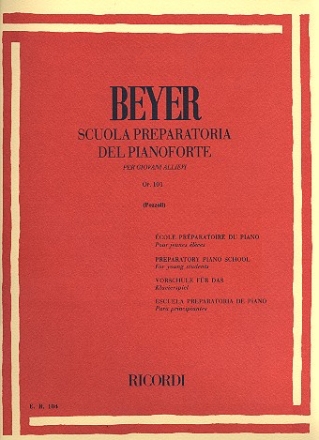 BEYER
SCUOLA PREPARATORIA
DEL PIANOFORTE
PER GIOVANI ALLIEVI
Op. 101
(Pozzoli)
ÉCOLE PRÉPARATOIRE DU PIANO
Pour jeunes élèves
PREPARATORY PIANO SCHOOL
For young students
VORSCHULE FÜR DAS
Klavierspiel
ESCUELA PREPARATORIA DE PIANO
Para principiantes
RICORDI
E. R. 184